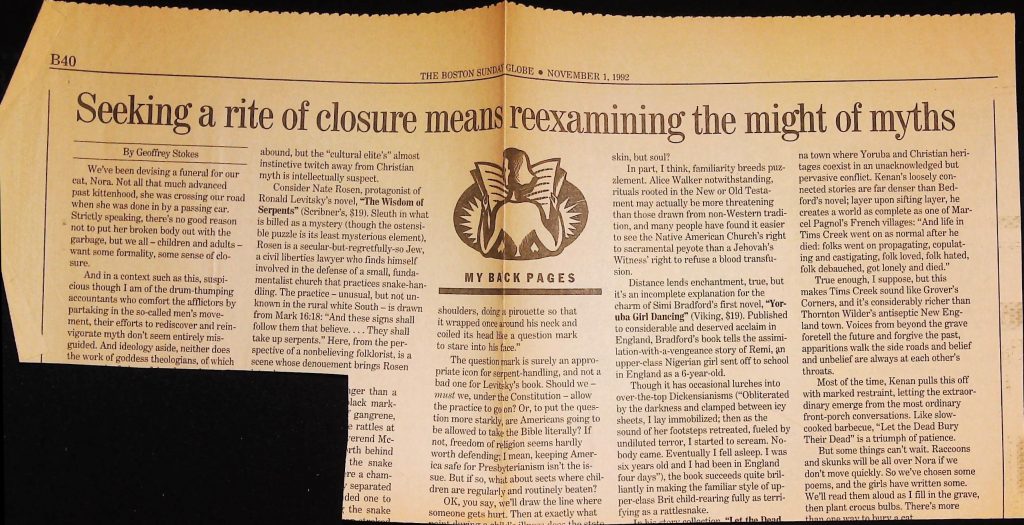 B40
THE BOSTON SUNDAY GLOBE • NOVEMBER 1, 1992
Seeking a rite of closure means reexamining the might of myths
By Geoffrey Stokes
We've been devising a funeral for our
cat, Nora. Not all that much advanced
past kittenhood, she was crossing our road
when she was done in by a passing car.
Strictly speaking, there's no good reason
not to put her broken body out with the
garbage, but we all – children and adults –
want some formality, some sense of clo-
sure.
And in a context such as this, suspi-
cious though I am of the drum-thumping
accountants who comfort the afflicters by
partaking in the so-called men's move-
ment, their efforts to rediscover and rein-
vigorate myth don't seem entirely mis-
guided. And ideology aside, neither does
the work of goddess theologians, of which
abound, but the "cultural elite's" almost
instinctive twitch away from Christian
myth is intellectually suspect.
Consider Nate Rosen, protagonist of
Ronald Levitsky's novel, "The Wisdom of
Serpents" (Scribner's, $19). Sleuth in what
is billed as a mystery (though the ostensi-
ble puzzle is its least mysterious element),
Rosen is a secular-but-regretfully-so Jew,
a civil liberties lawyer who finds himself
involved in the defense of a small, funda-
mentalist church that practices snake-han-
dling. The practice – unusual, but not un-
known in the rural white South – is drawn
from Mark 16:18: "And these signs shall
follow them that believe. . . . They shall
take up serpents." Here, from the per-
spective of a nonbelieving folklorist, is a
scene whose denouement brings Rosen
nger than a
lack mark-
gangrene,
e rattles at
verend Mc-
orth behind
the snake
re a cham-
y separated
ded one to
the snake
MY BACK PAGES
shoulders, doing a pirouette so that
it wrapped once around his neck and
coiled its head like a question mark
to stare into his face."
The question mark is surely an appro-
priate icon for serpent-handling, and not a
bad one for Levitsky's book. Should we –
must we, under the Constitution – allow
the practice to go on? Or, to put the ques-
tion more starkly, are Americans going to
be allowed to take the Bible literally? If
not, freedom of religion seems hardly
worth defending; I mean, keeping Amer-
ica safe for Presbyterianism isn't the is-
sue. But if so, what about sects where chil-
dren are regularly and routinely beaten?
OK, you say, we'll draw the line where
someone gets hurt. Then at exactly what
skin, but soul?
In part, I think, familiarity breeds puz-
zlement. Alice Walker notwithstanding,
rituals rooted in the New or Old Testa-
ment may actually be more threatening
than those drawn from non-Western tradi-
tion, and many people have found it easier
to see the Native American Church's right
to sacramental peyote than a Jehovah's
Witness' right to refuse a blood transfu-
sion.
Distance lends enchantment, true, but
it's an incomplete explanation for the
charm of Simi Bedford's first novel, "Yor-
uba Girl Dancing" (Viking, $19). Published
to considerable and deserved acclaim in
England, Bedford's book tells the assimi-
lation-with-a-vengeance story of Remi, an
upper-class Nigerian girl sent off to school
in England as a 6-year-old.
Though it has occasional lurches into
over-the-top Dickensianisms ("Obliterated
by the darkness and clamped between icy
sheets, I lay immobilized; then as the
sound of her footsteps retreated, fueled by
undiluted terror, I started to scream. No-
body came. Eventually I fell asleep. I was
six years old and I had been in England
four days"), the book succeeds quite bril-
liantly in making the familiar style of up-
per-class Brit child-rearing fully as terri-
fying as a rattlesnake.
In his story collection, "Let the Dead
na town where Yoruba and Christian heri-
tages coexist in an unacknowledged but
pervasive conflict. Kenan's loosely con-
nected stories are far denser than Bed-
ford's novel; layer upon sifting layer, he
creates a world as complete as one of Mar-
cel Pagnol's French villages: "And life in
Tims Creek went on as normal after he
died: folks went on propagating, copulat-
ing and castigating, folk loved, folk hated,
folk debauched, got lonely and died."
True enough, I suppose, but this
makes Tims Creek sound like Grover's
Corners, and it's considerably richer than
Thornton Wilder's antiseptic New Eng-
land town. Voices from beyond the grave
foretell the future and forgive the past,
apparitions walk the side roads and belief
and unbelief are always at each other's
throats.
Most of the time, Kenan pulls this off
with marked restraint, letting the extraor-
dinary emerge from the most ordinary
front-porch conversations. Like slow-
cooked barbecue, "Let the Dead Bury
Their Dead" is a triumph of patience.
But some things can't wait. Raccoons
and skunks will be all over Nora if we
don't move quickly. So we've chosen some
poems, and the girls have written some.
We'll read them aloud as I fill in the grave,
then plant crocus bulbs. There's more
than one way to bury a cat.